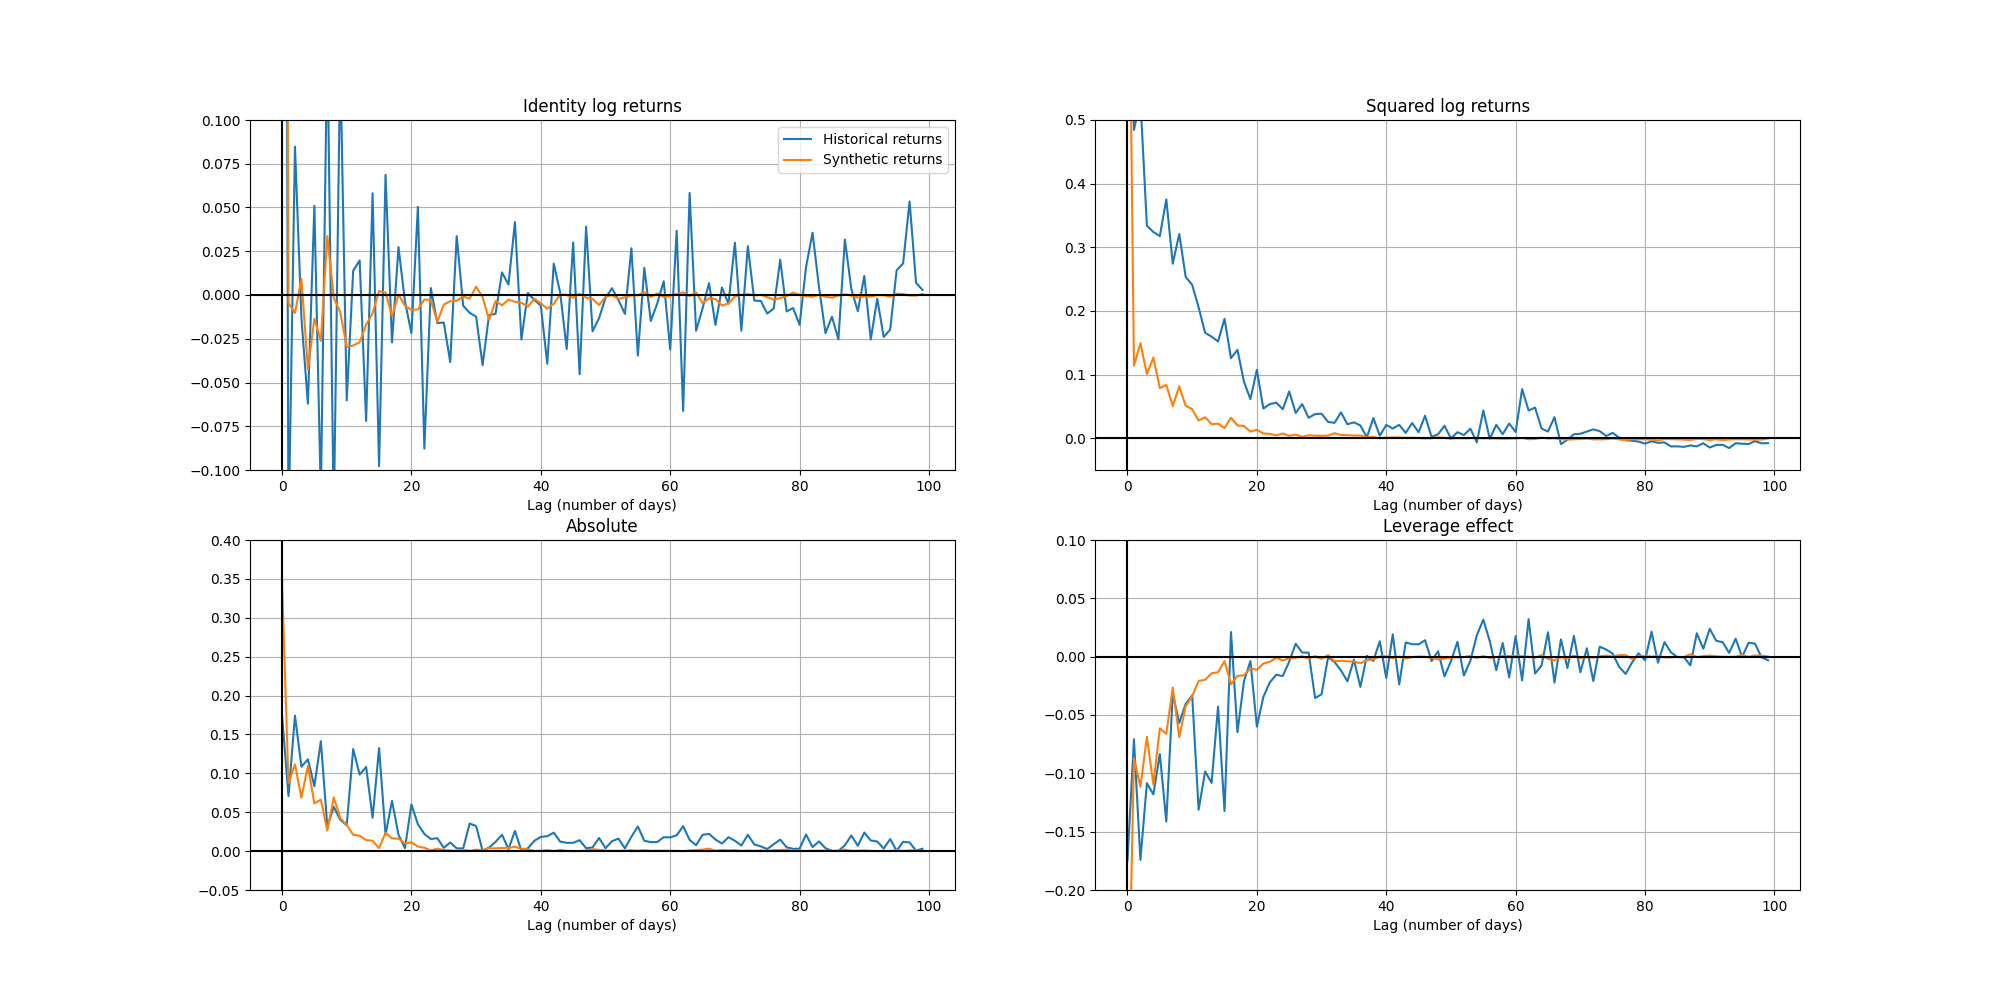 Identity log returns
0.100
0.075
0.050
0.025
0.000
−0.025
−0.050
−0.075
−0.100
Historical returns
Synthetic returns
0 20 40 60 80 100
Lag (number of days)
Squared log returns
0.5
0.4
0.3
0.2
0.1
0.0
0 20 40 60 80 100
Lag (number of days)
Absolute
0.40
0.35
0.30
0.25
0.20
0.15
0.10
0.05
0.00
−0.05
0 20 40 60 80 100
Lag (number of days)
Leverage effect
0.10
0.05
0.00
−0.05
−0.10
−0.15
−0.20
0 20 40 60 80 100
Lag (number of days)